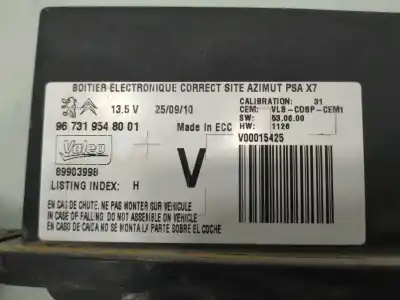 BOITIER ELECTRONIQUE CORRECT SITE AZIMUT PSA X7
13.5 V 25/09/10
CALIBRATION: 31
CEM: VLS-CDSP-CEM1
SW: 53.06.00
HW: 1126
96 731 954 80 01
Made in ECC
V00015425
Valeo
V
89903998
LISTING INDEX: H
EN CAS DE CHUTE, NE PAS MONTER SUR VEHICULE
IN CASE OF FALLING, DO NOT ASSEMBLE ON VEHICLE
EN CASO DE CAIDA NO SE MONTA LA PARTE SOBRE EL COCHE